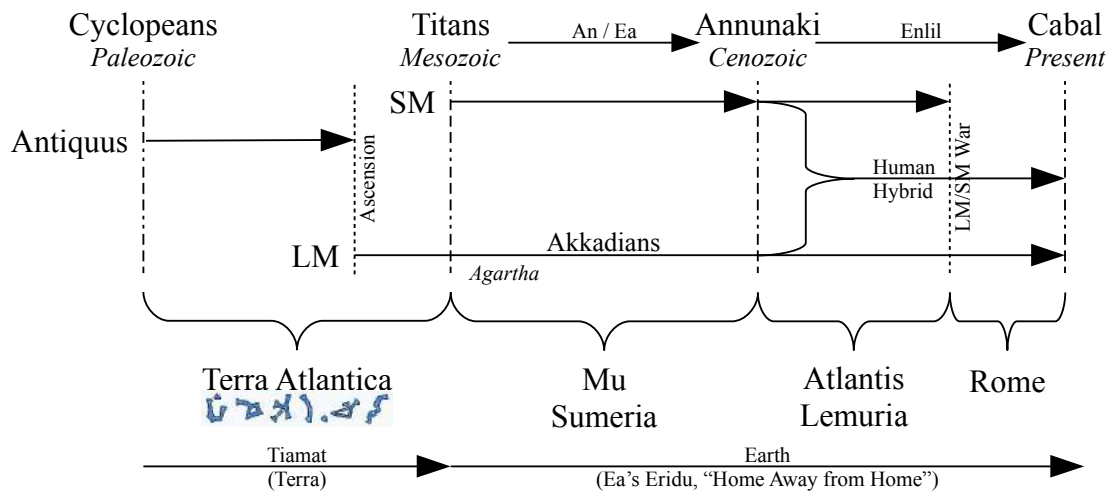 Cyclopeans Titans An / Ea Annunaki Enlil Cabal
Paleozoic Mesozoic Cenozoic Present
SM
Antiquus
Ascension
Human
Hybrid
LM/SM War
LM Akkadians
Agartha
Terra Atlantica Mu Atlantis Rome
Sumeria Lemuria
Tiamat Earth
(Terra) (Ea's Eridu, “Home Away from Home”)